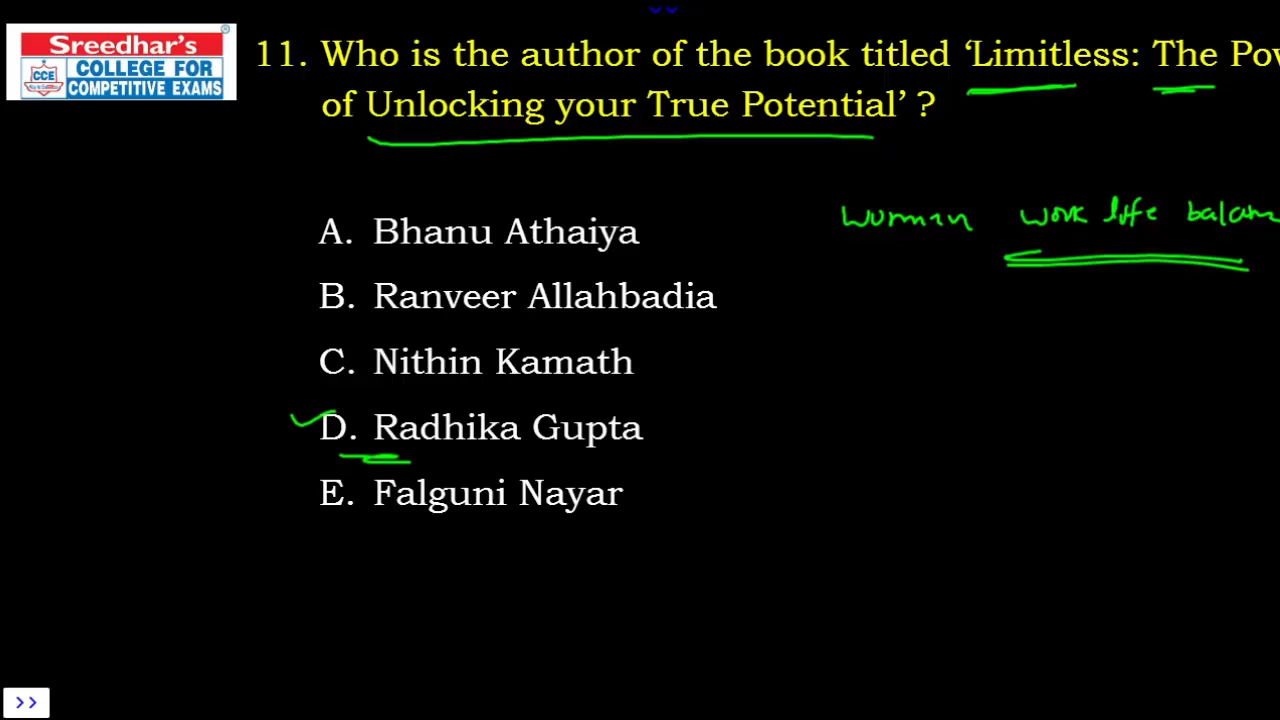 Sreedhar's
CCE
COLLEGE FOR
COMPETITIVE EXAMS
11. Who is the author of the book titled ‘Limitless: The Pow
of Unlocking your True Potential’ ?
A. Bhanu Athaiya
woman work life balan
B. Ranveer Allahbadia
C. Nithin Kamath
D. Radhika Gupta
E. Falguni Nayar
>>